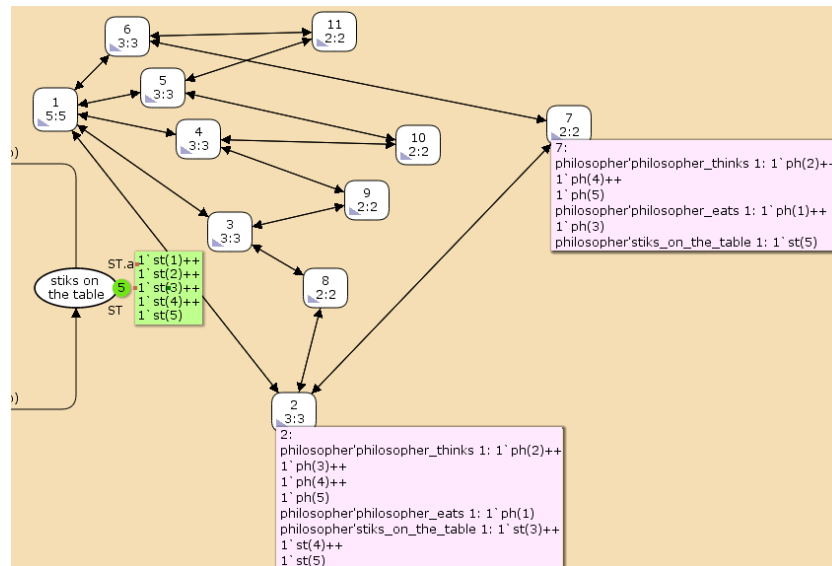 6
3:3
11
2:2
5
3:3
1
5:5
4
3:3
10
2:2
7
2:2
7:
philosopher'philosopher_thinks 1: 1`ph(2)++
1`ph(4)++
1`ph(5)
philosopher'philosopher_eats 1: 1`ph(1)++
1`ph(3)
philosopher'stiks_on_the_table 1: 1`st(5)
9
2:2
3
3:3
8
2:2
stiks on
the table
5
ST.a
ST
1`st(1)++
1`st(2)++
1`st(3)++
1`st(4)++
1`st(5)
2
3:3
2:
philosopher'philosopher_thinks 1: 1`ph(2)++
1`ph(3)++
1`ph(4)++
1`ph(5)
philosopher'philosopher_eats 1: 1`ph(1)
philosopher'stiks_on_the_table 1: 1`st(3)++
1`st(4)++
1`st(5)